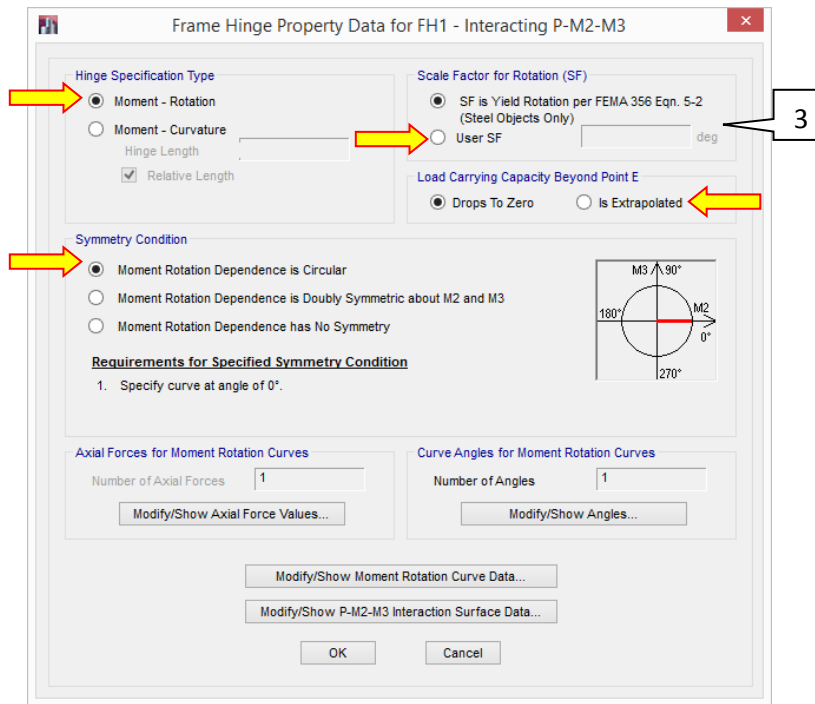 Frame Hinge Property Data for FH1 - Interacting P-M2-M3
×
Hinge Specification Type
Moment - Rotation
Moment - Curvature
Hinge Length
Relative Length
Scale Factor for Rotation (SF)
SF is Yield Rotation per FEMA 356 Eqn. 5-2
(Steel Objects Only)
User SF
deg
3
Load Carrying Capacity Beyond Point E
Drops To Zero
Is Extrapolated
Symmetry Condition
Moment Rotation Dependence is Circular
Moment Rotation Dependence is Doubly Symmetric about M2 and M3
Moment Rotation Dependence has No Symmetry
Requirements for Specified Symmetry Condition
1. Specify curve at angle of 0°.
M3 90°
180°
M2
0°
270°
Axial Forces for Moment Rotation Curves
Number of Axial Forces 1
Modify/Show Axial Force Values...
Curve Angles for Moment Rotation Curves
Number of Angles 1
Modify/Show Angles...
Modify/Show Moment Rotation Curve Data...
Modify/Show P-M2-M3 Interaction Surface Data...
OK
Cancel